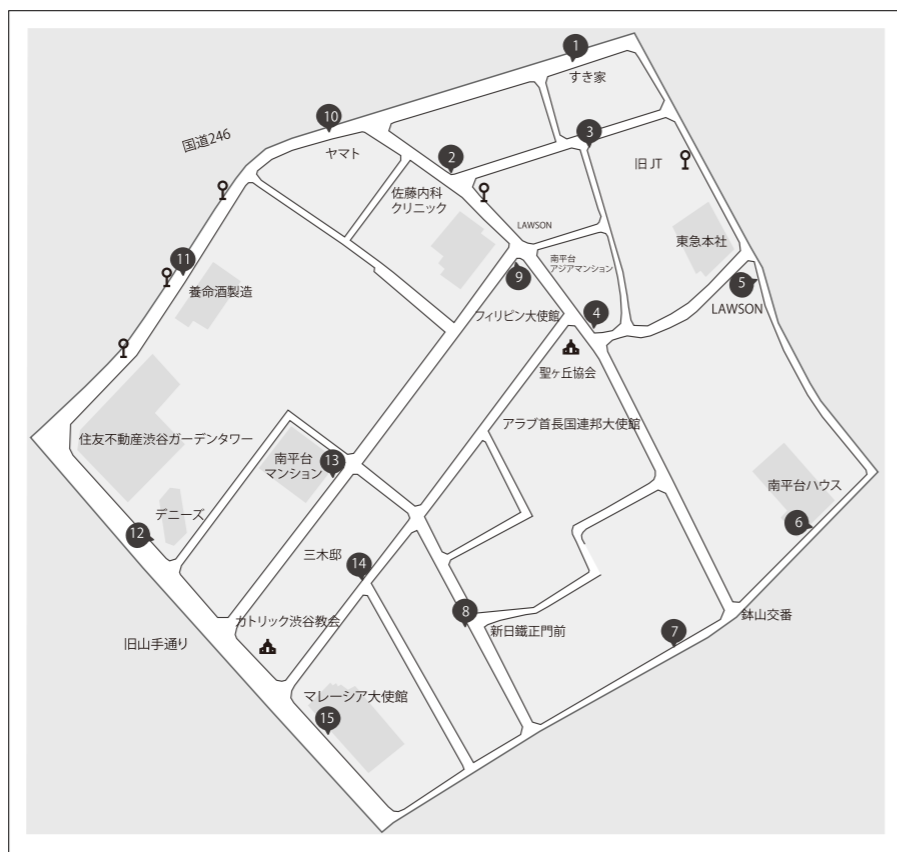 1
すき家
10
国道246
ヤマト
2
3
旧 JT
佐藤内科
クリニック
LAWSON
東急本社
南平台
アジアマンション
11
9
5
養命酒製造
フィリピン大使館
4
LAWSON
聖ヶ丘協会
アラブ首長国連邦大使館
住友不動産渋谷ガーデンタワー
南平台
マンション
13
南平台ハウス
デニーズ
12
6
三木邸
14
カトリック渋谷教会
8
新日鐵正門前
鉢山交番
旧山手通り
7
マレーシア大使館
15